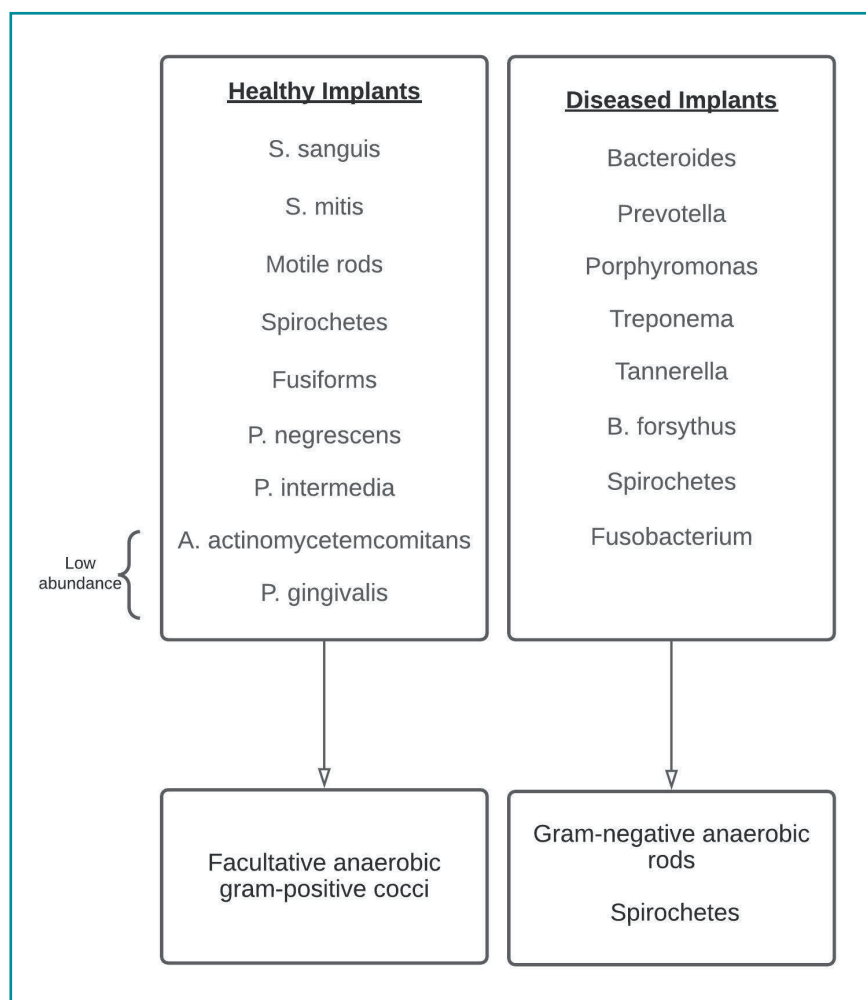 Healthy Implants
S. sanguis
S. mitis
Motile rods
Spirochetes
Fusiforms
P. negrescens
P. intermedia
A. actinomycetemcomitans
P. gingivalis
Low
abundance
Facultative anaerobic
gram-positive cocci
Diseased Implants
Bacteroides
Prevotella
Porphyromonas
Treponema
Tannerella
B. forsythus
Spirochetes
Fusobacterium
Gram-negative anaerobic
rods
Spirochetes